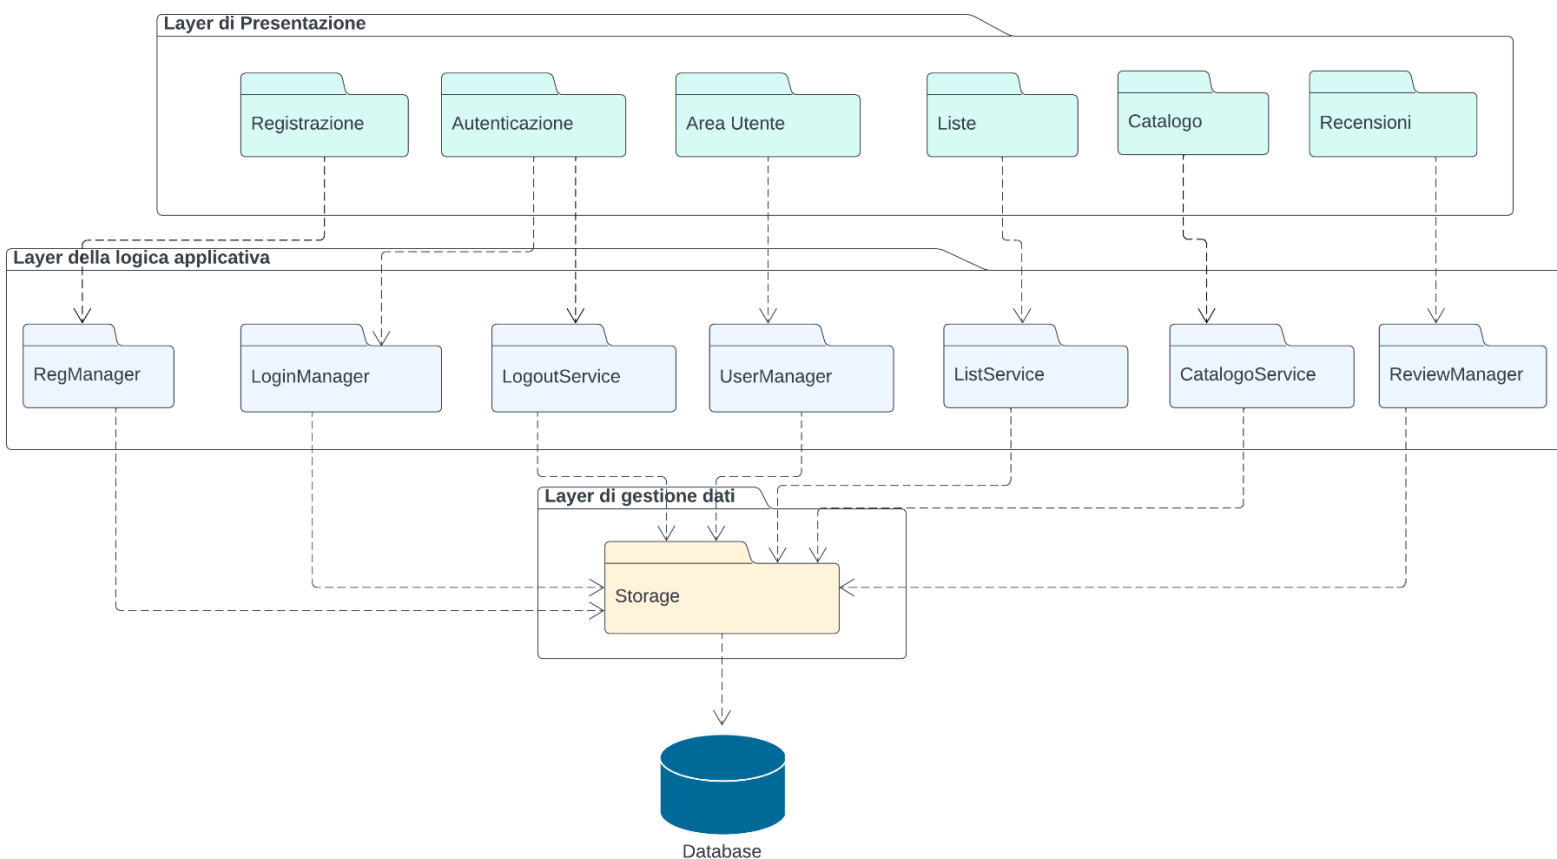 Layer di Presentazione
Registrazione
Autenticazione
Area Utente
Liste
Catalogo
Recensioni
Layer della logica applicativa
RegManager
LoginManager
LogoutService
UserManager
ListService
CatalogoService
ReviewManager
Layer di gestione dati
Storage
Database